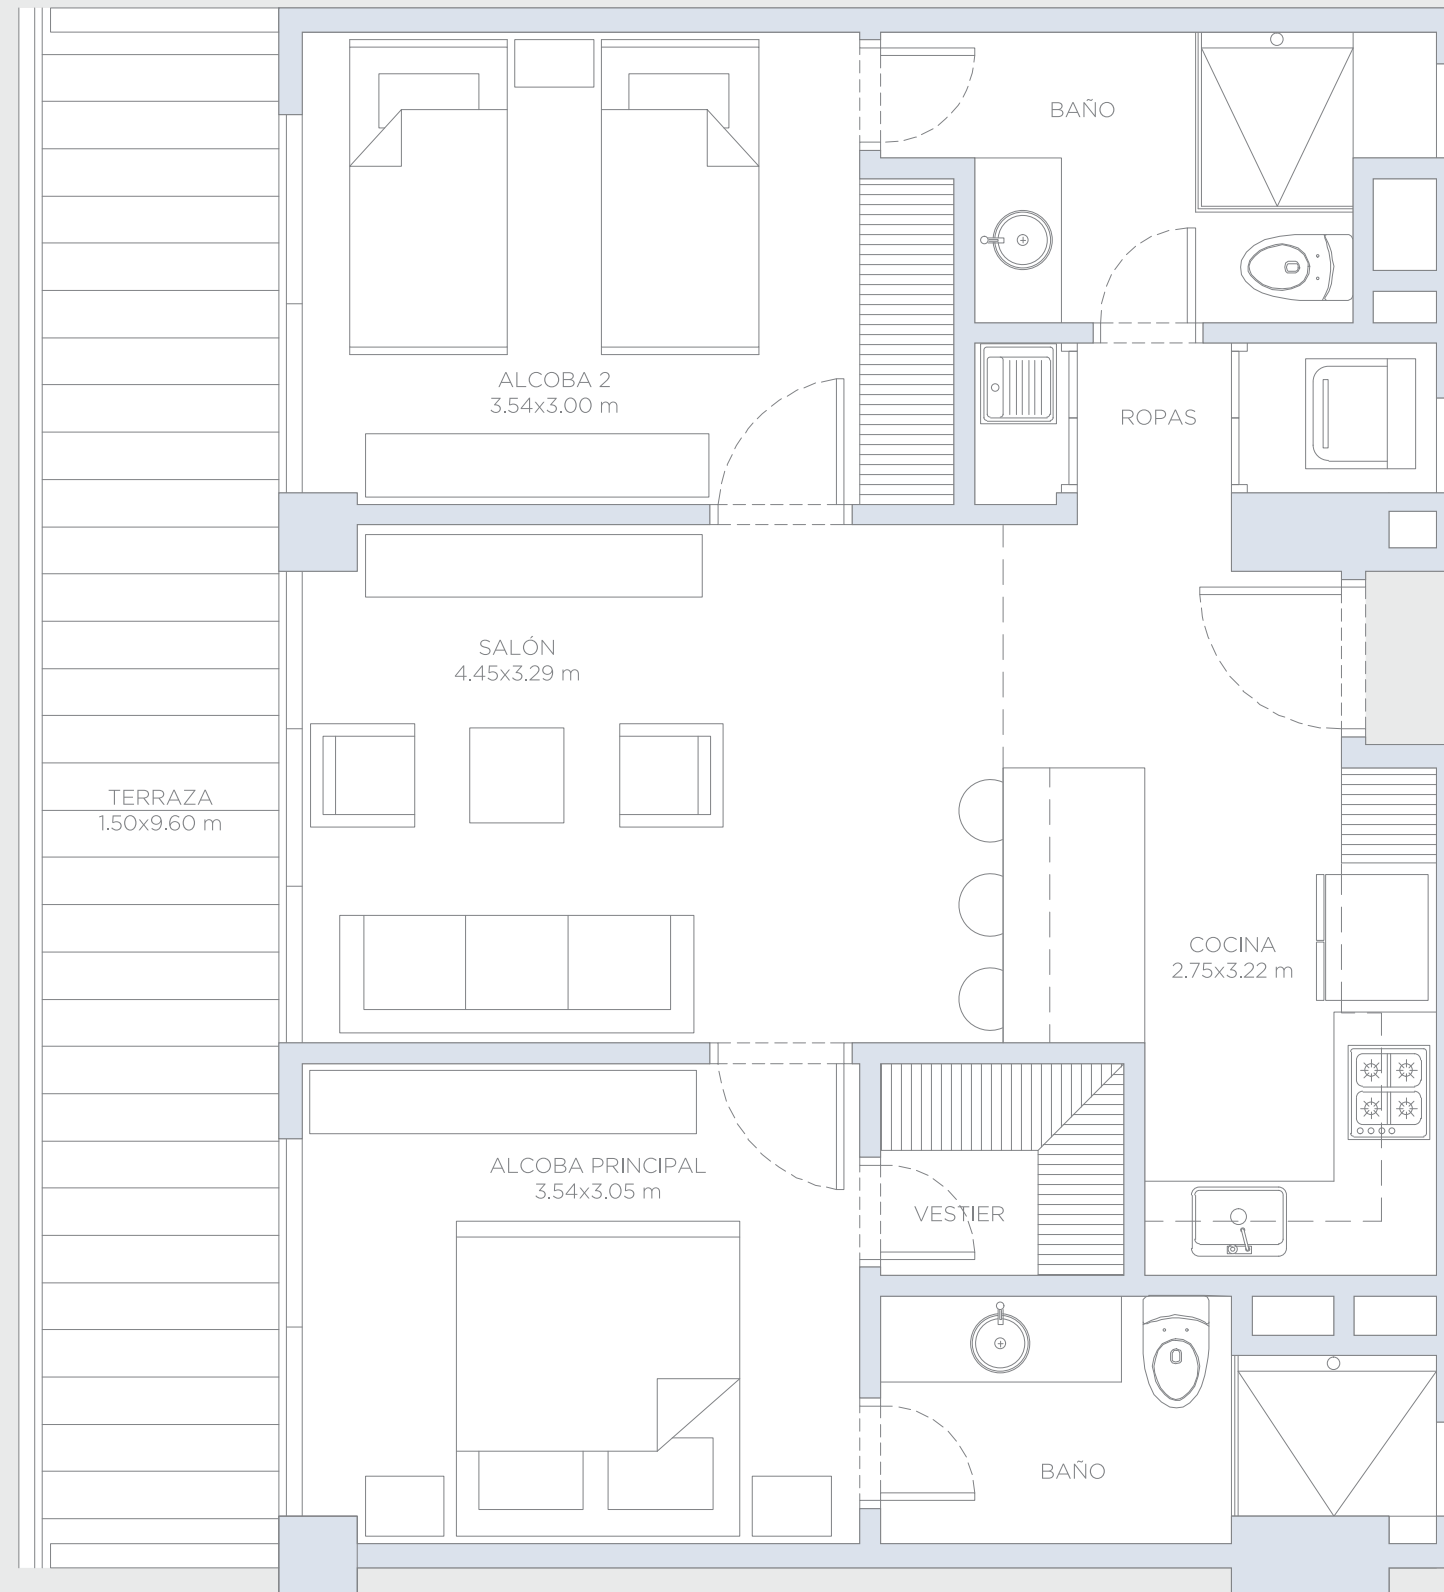 BAÑO
ALCOBA 2
3.54x3.00 m
ROPAS
SALÓN
4.45x3.29 m
TERRAZA
1.50x9.60 m
COCINA
2.75x3.22 m
ALCOBA PRINCIPAL
3.54x3.05 m
VESTIER
BAÑO